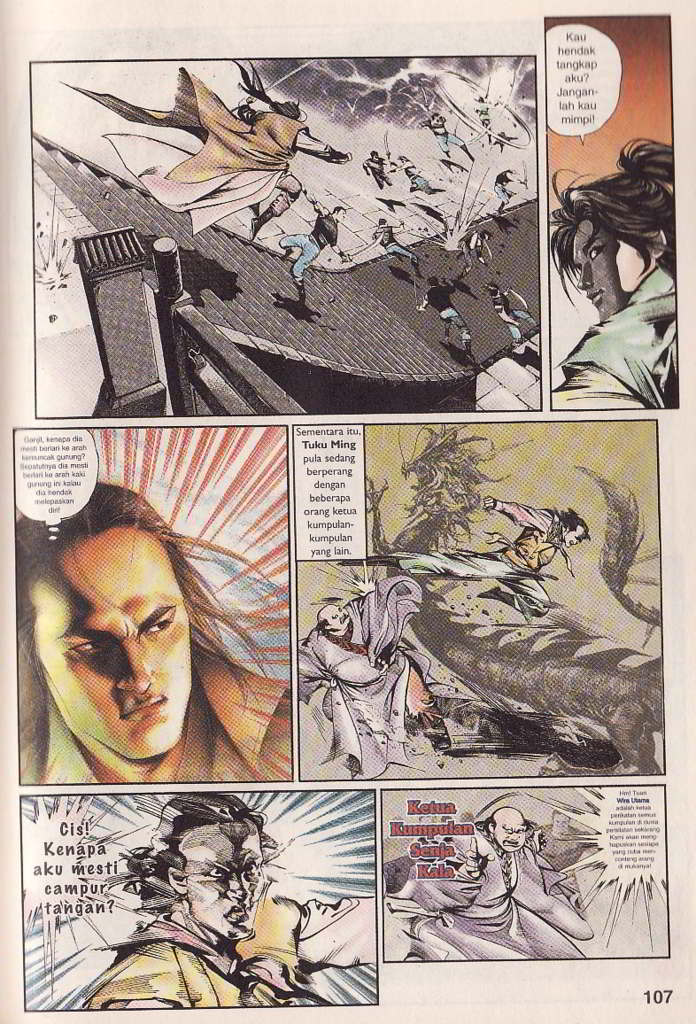 Kau
hendak
tangkap
aku?
Jangan-
lah kau
mimpi!
Ganjil, kenapa dia
mesti berlari ke arah
kemuncak gunung?
Sepatutnya dia mesti
berlari ke arah kaki
gunung ini kalau
dia hendak
melepaskan
diri!
Sementara itu,
Tuku Ming
pula sedang
berperang
dengan
beberapa
orang ketua
kumpulan-
kumpulan
yang lain.
Cis!
Kenapa
aku mesti
campur
tangan?
Ketua
Kumpulan
Senja
Kala
Hm! Tuan
Wira Utama
adalah ketua
perikatan semua
kumpulan di dunia
persilatan sekarang.
Kami akan meng-
hapuskan sesiapa
yang cuba men-
conteng arang
di mukanya!
107